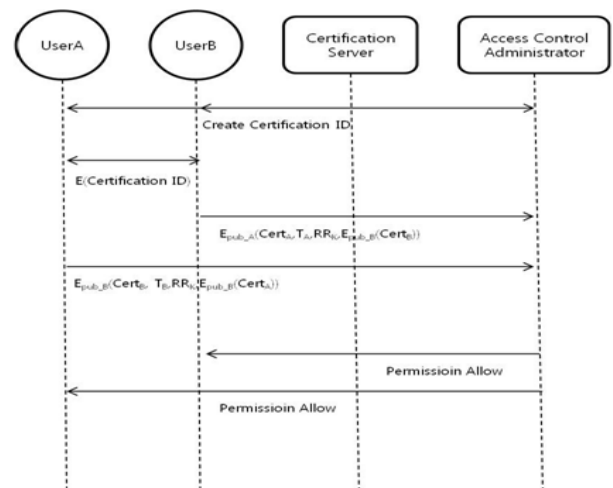 UserA
UserB
Certification
Server
Access Control
Administrator
Create Certification ID
E(Certification ID)
Epub_A(CertA,TA,RRK,Epub_B(CertB))
Epub_B(CertB, TB,RRK,Epub_B(CertA))
Permissioin Allow
Permissioin Allow